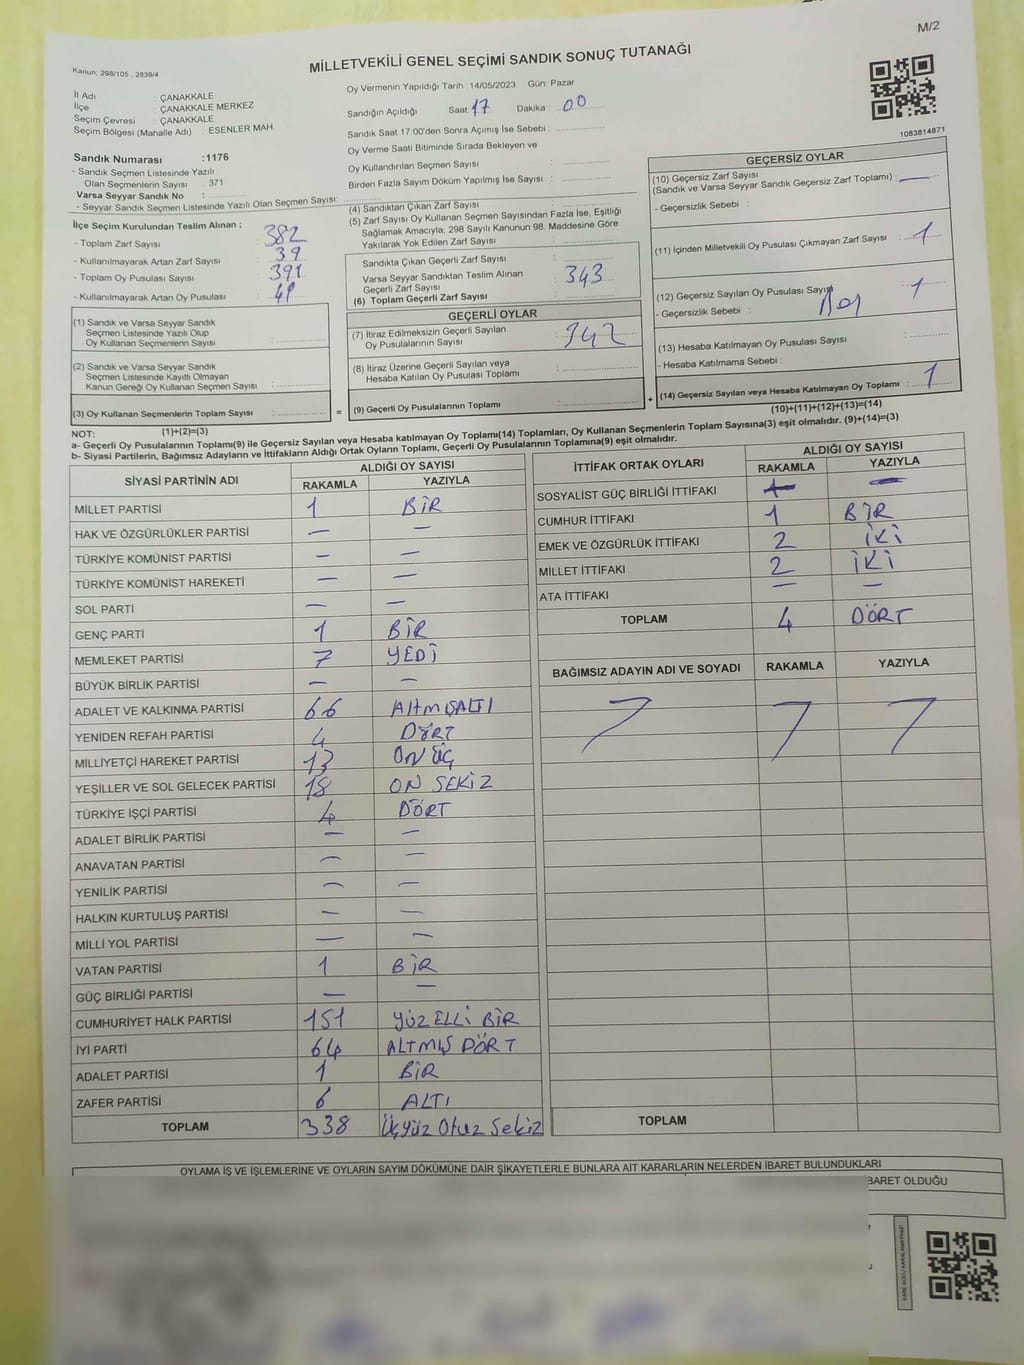 M/2
Kanun: 298/105 , 2839/4
MİLLETVEKİLİ GENEL SEÇİMİ SANDIK SONUÇ TUTANAĞI
İl Adı : ÇANAKKALE
İlçe : ÇANAKKALE MERKEZ
Seçim Çevresi : ÇANAKKALE
Seçim Bölgesi (Mahalle Adı) : ESENLER MAH.
Sandık Numarası :1176
- Sandık Seçmen Listesinde Yazılı
Olan Seçmenlerin Sayısı : 371
Varsa Seyyar Sandık No :
- Seyyar Sandık Seçmen Listesinde Yazılı Olan Seçmen Sayısı:
Oy Vermenin Yapıldığı Tarih :14/05/2023 Gün: Pazar
Sandığın Açıldığı Saat: 17 Dakika : 00
Sandık Saat 17:00'den Sonra Açımış İse Sebebi :
Oy Verme Saati Bitiminde Sırada Bekleyen ve
Oy Kullandırılan Seçmen Sayısı :
Birden Fazla Sayım Döküm Yapılmış İse Sayısı :
1083814871
İlçe Seçim Kurulundan Teslim Alınan ;
- Toplam Zarf Sayısı : 382
- Kullanılmayarak Artan Zarf Sayısı : 39
- Toplam Oy Pusulası Sayısı : 391
- Kullanılmayarak Artan Oy Pusulası :
(1) Sandık ve Varsa Seyyar Sandık
Seçmen Listesinde Yazılı Olup
Oy Kullanan Seçmenlerin Sayısı :
(2) Sandık ve Varsa Seyyar Sandık
Seçmen Listesinde Kayıtlı Olmayan
Kanun Gereği Oy Kullanan Seçmen Sayısı :
(3) Oy Kullanan Seçmenlerin Toplam Sayısı : =
(1)+(2)=(3)
(4) Sandıktan Çıkan Zarf Sayısı :
(5) Zarf Sayısı Oy Kullanan Seçmen Sayısından Fazla İse, Eşitliği
Sağlamak Amacıyla; 298 Sayılı Kanunun 98. Maddesine Göre
Yakılarak Yok Edilen Zarf Sayısı :
Sandıkta Çıkan Geçerli Zarf Sayısı :
Varsa Seyyar Sandıktan Teslim Alınan
Geçerli Zarf Sayısı : 343
(6) Toplam Geçerli Zarf Sayısı :
GEÇERLİ OYLAR
(7) İtiraz Edilmeksizin Geçerli Sayılan
Oy Pusulalarının Sayısı : 342
(8) İtiraz Üzerine Geçerli Sayılan veya
Hesaba Katılan Oy Pusulası Toplamı :
(9) Geçerli Oy Pusulalarının Toplamı : +
GEÇERSİZ OYLAR
(10) Geçersiz Zarf Sayısı
(Sandık ve Varsa Seyyar Sandık Geçersiz Zarf Toplamı) : —
- Geçersizlik Sebebi :
(11) İçinden Milletvekili Oy Pusulası Çıkmayan Zarf Sayısı : 1
(12) Geçersiz Sayılan Oy Pusulası Sayısı : 1
- Geçersizlik Sebebi :
(13) Hesaba Katılmayan Oy Pusulası Sayısı :
- Hesaba Katılmama Sebebi :
(14) Geçersiz Sayılan veya Hesaba Katılmayan Oy Toplamı : 1
(10)+(11)+(12)+(13)=(14)
NOT:
a- Geçerli Oy Pusulalarının Toplamı(9) ile Geçersiz Sayılan veya Hesaba katılmayan Oy Toplamı(14) Toplamları, Oy Kullanan Seçmenlerin Toplam Sayısına(3) eşit olmalıdır. (9)+(14)=(3)
b- Siyasi Partilerin, Bağımsız Adayların ve İttifakların Aldığı Ortak Oyların Toplamı, Geçerli Oy Pusulalarının Toplamına(9) eşit olmalıdır.
SİYASİ PARTİNİN ADI
ALDIĞI OY SAYISI
RAKAMLA YAZIYLA
MİLLET PARTİSİ 1 BİR
HAK VE ÖZGÜRLÜKLER PARTİSİ — —
TÜRKİYE KOMÜNİST PARTİSİ — —
TÜRKİYE KOMÜNİST HAREKETİ — —
SOL PARTİ — —
GENÇ PARTİ 1 BİR
MEMLEKET PARTİSİ 7 YEDİ
BÜYÜK BİRLİK PARTİSİ — —
ADALET VE KALKINMA PARTİSİ 66 AltmışALTI
YENİDEN REFAH PARTİSİ 4 DÖRT
MİLLİYETÇİ HAREKET PARTİSİ 13 ON ÜÇ
YEŞİLLER VE SOL GELECEK PARTİSİ 18 ON SEKİZ
TÜRKİYE İŞÇİ PARTİSİ 4 DÖRT
ADALET BİRLİK PARTİSİ — —
ANAVATAN PARTİSİ — —
YENİLİK PARTİSİ — —
HALKIN KURTULUŞ PARTİSİ — —
MİLLİ YOL PARTİSİ — —
VATAN PARTİSİ 1 BİR
GÜÇ BİRLİĞİ PARTİSİ — —
CUMHURİYET HALK PARTİSİ 151 YÜZ ELLİ BİR
İYİ PARTİ 64 ALTMIŞ DÖRT
ADALET PARTİSİ 1 BİR
ZAFER PARTİSİ 6 ALTI
TOPLAM 338 Üçyüz Otuz Sekiz
İTTİFAK ORTAK OYLARI
ALDIĞI OY SAYISI
RAKAMLA YAZIYLA
SOSYALİST GÜÇ BİRLİĞİ İTTİFAKI —
CUMHUR İTTİFAKI 1 BİR
EMEK VE ÖZGÜRLÜK İTTİFAKI 2 İKİ
MİLLET İTTİFAKI 2 İKİ
ATA İTTİFAKI — —
TOPLAM 4 DÖRT
BAĞIMSIZ ADAYIN ADI VE SOYADI RAKAMLA YAZIYLA
TOPLAM
OYLAMA İŞ VE İŞLEMLERİNE VE OYLARIN SAYIM DÖKÜMÜNE DAİR ŞİKAYETLERLE BUNLARA AİT KARARLARIN NELERDEN İBARET BULUNDUKLARI
BARET OLDUĞU